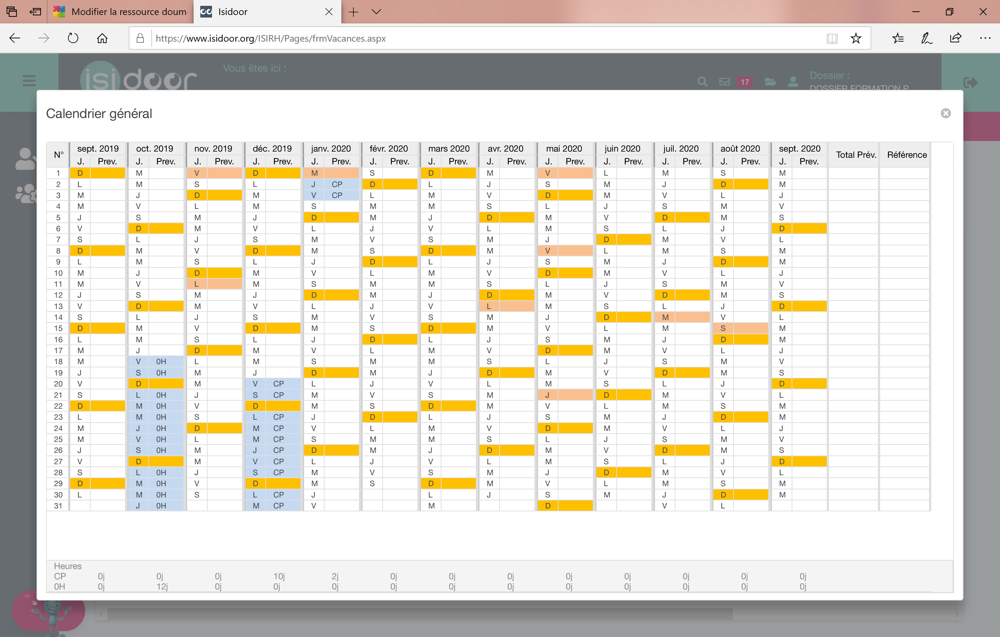 Modifier la ressource doum
Isidoor
https://www.isidoor.org/ISIRH/Pages/frmVacances.aspx
isidoor
Vous êtes ici :
17
Dossier :
DOSSIER FORMATION P
Calendrier général
N° sept. 2019 oct. 2019 nov. 2019 déc. 2019 janv. 2020 févr. 2020 mars 2020 avr. 2020 mai 2020 juin 2020 juil. 2020 août 2020 sept. 2020 Total Prév. Référence
J. Prev. J. Prev. J. Prev. J. Prev. J. Prev. J. Prev. J. Prev. J. Prev. J. Prev. J. Prev. J. Prev. J. Prev. J. Prev.
1 D M V D M S D M V L M S M
2 L M S L J CP D L J S M J D M
3 M J D M V CP L M V D M V L J
4 M V L M S M M S L J S M V
5 J S M J D M J D M V D M S
6 V D M V L J V L M S L J D
7 S L J S M V S M J D M V L
8 D M V D M S D M V L M S M
9 L M S L J D L J S M J D M
10 M J D M V L M V D M V L J
11 M V L M S M M S L J S M V
12 J S M J D M J D M V D M S
13 V D M V L J V L M S L J D
14 S L J S M V S M J D M V L
15 D M V D M S D M V L M S M
16 L M S L J D L J S M J D M
17 M J D M V L M V D M V L J
18 M V 0H L M S M M S L J S M V
19 J S 0H M J D M J D M V D M S
20 V D M V CP L J V L M S L J D
21 S L 0H J S CP M V S M J D M V L
22 D M 0H V D M S D M V L M S M
23 L M 0H S L CP J D L J S M J D M
24 M J 0H D M CP V L M V D M V L J
25 M V 0H L M CP S M M S L J S M V
26 J S 0H M J CP D M J D M V D M S
27 V D M V CP L J V L M S L J D
28 S L 0H J S CP M V S M J D M V L
29 D M 0H V D M S D M V L M S M
30 L M 0H S L CP J L J S M J D M
31 J 0H M CP V M D V L
Heures
CP 0j 0j 0j 10j 2j 0j 0j 0j 0j 0j 0j 0j 0j
0H 0j 12j 0j 0j 0j 0j 0j 0j 0j 0j 0j 0j 0j
CV